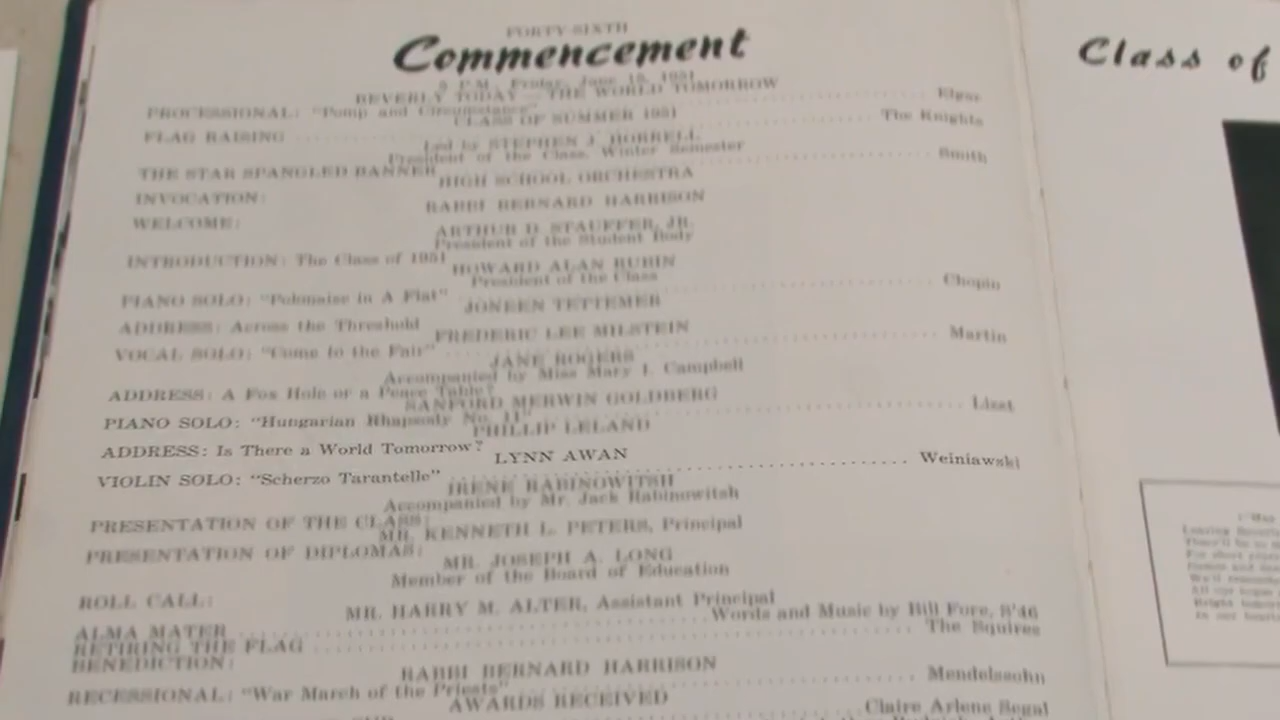 FORTY-SIXTH
Commencement
8 P.M., Friday, June 15, 1951
BEVERLY TODAY — THE WORLD TOMORROW
PROCESSIONAL: "Pomp and Circumstance" Elgar
CLASS OF SUMMER 1951
FLAG RAISING The Knights
Led by STEPHEN J. HORRELL
President of the Class, Winter Semester
THE STAR SPANGLED BANNER Smith
HIGH SCHOOL ORCHESTRA
INVOCATION:
RABBI BERNARD HARRISON
WELCOME:
ARTHUR D. STAUFFER, JR.
President of the Student Body
INTRODUCTION: The Class of 1951
HOWARD ALAN RUBIN
President of the Class
PIANO SOLO: "Polonaise in A Flat" Chopin
JONEEN TETTEMER
ADDRESS: Across the Threshold
FREDERIC LEE MILSTEIN
VOCAL SOLO: "Come to the Fair" Martin
JANE ROGERS
Accompanied by Miss Mary I. Campbell
ADDRESS: A Fox Hole or a Peace Table?
SANFORD MERWIN GOLDBERG
PIANO SOLO: "Hungarian Rhapsody No. 11" Liszt
PHILLIP LELAND
ADDRESS: Is There a World Tomorrow?
LYNN AWAN
VIOLIN SOLO: "Scherzo Tarantelle" Weiniawski
IRENE RABINOWITSH
Accompanied by Mr. Jack Rabinowitsh
PRESENTATION OF THE CLASS:
MR. KENNETH L. PETERS, Principal
PRESENTATION OF DIPLOMAS:
MR. JOSEPH A. LONG
Member of the Board of Education
ROLL CALL:
MR. HARRY M. ALTER, Assistant Principal
ALMA MATER Words and Music by Bill Fore, S'46
RETIRING THE FLAG The Squires
BENEDICTION:
RABBI BERNARD HARRISON
RECESSIONAL: "War March of the Priests" Mendelssohn
AWARDS RECEIVED
Claire Arlene Segal
Class of